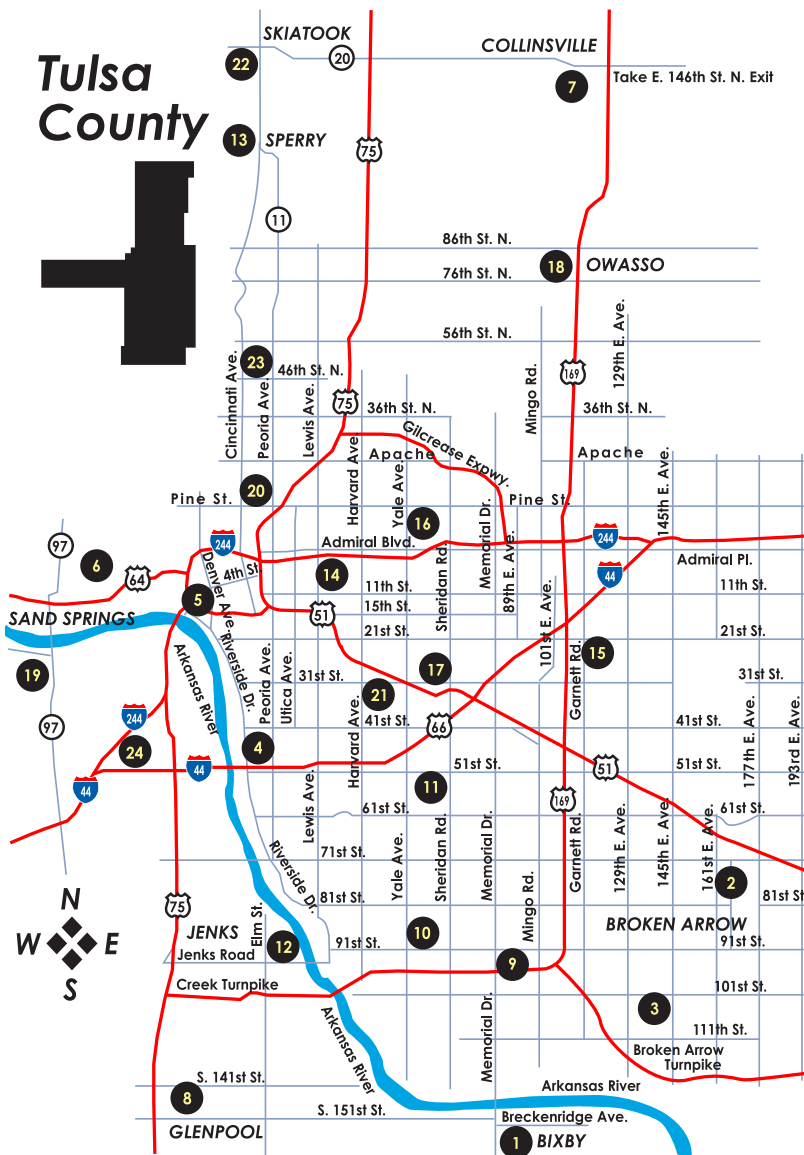 Tulsa
County
SKIATOOK
20
COLLINSVILLE
22
7
Take E. 146th St. N. Exit
13
SPERRY
75
11
86th St. N.
18
OWASSO
76th St. N.
56th St. N.
23
46th St. N.
Cincinnati Ave.
Peoria Ave.
Lewis Ave.
75
36th St. N.
Mingo Rd.
169
129th E. Ave.
36th St. N.
Gilcrease Expwy.
Harvard Ave.
Apache
Yale Ave.
Apache
20
Pine St.
Pine St.
145th E. Ave.
16
Memorial Dr.
97
244
Admiral Blvd.
244
6
64
Denver Ave.
4th St.
14
Sheridan Rd.
89th E. Ave.
44
Admiral Pl.
11th St.
11th St.
5
51
15th St.
101st E. Ave.
SAND SPRINGS
21st St.
21st St.
Riverside Dr.
Arkansas River
Peoria Ave.
Utica Ave.
31st St.
17
15
Garnett Rd.
31st St.
19
21
244
97
Harvard Ave.
41st St.
66
41st St.
177th E. Ave.
193rd E. Ave.
24
4
44
44
51st St.
51
51st St.
11
169
Lewis Ave.
61st St.
61st St.
Yale Ave.
Sheridan Rd.
Memorial Dr.
Garnett Rd.
129th E. Ave.
145th E. Ave.
161st E. Ave.
71st St.
Riverside Dr.
2
81st St.
81st St.
N
W
E
S
75
JENKS
Elm St.
12
10
Mingo Rd.
BROKEN ARROW
Jenks Road
91st St.
91st St.
9
Creek Turnpike
101st St.
3
Arkansas River
Memorial Dr.
111th St.
Broken Arrow
Turnpike
S. 141st St.
Arkansas River
8
S. 151st St.
Breckenridge Ave.
GLENPOOL
1
BIXBY